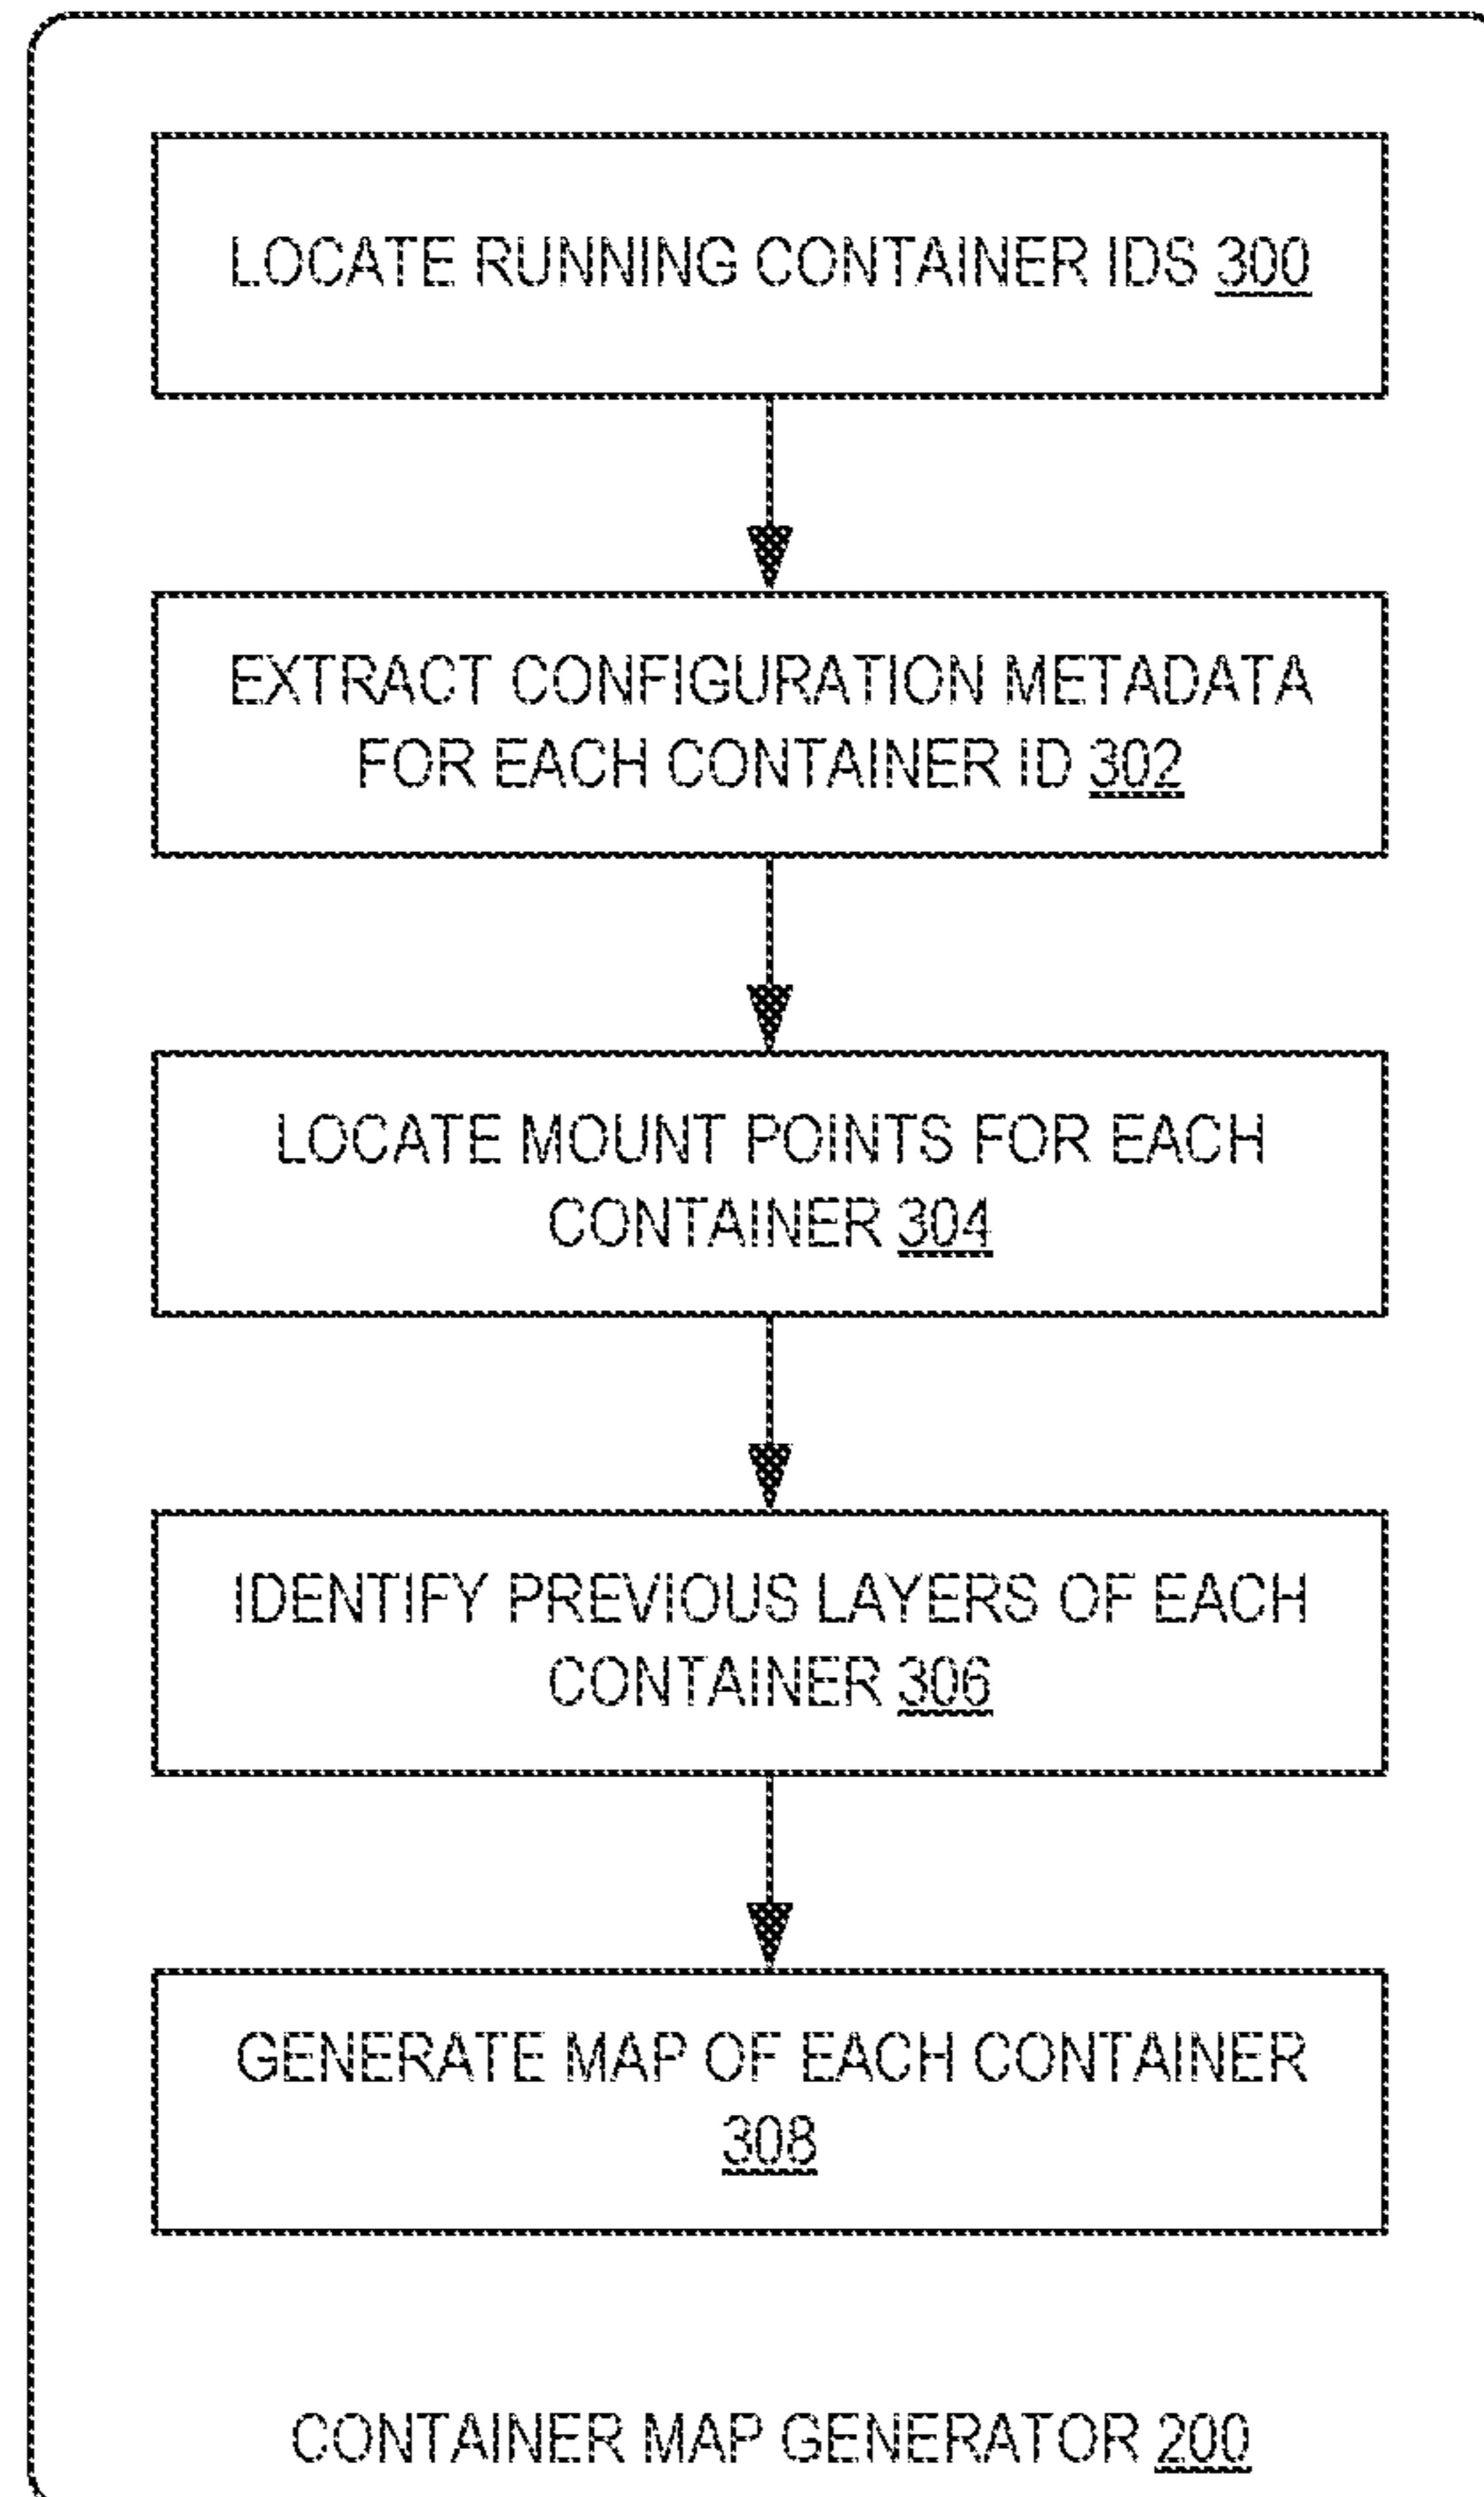 LOCATE RUNNING CONTAINER IDS 300
EXTRACT CONFIGURATION METADATA
FOR EACH CONTAINER ID 302
LOCATE MOUNT POINTS FOR EACH
CONTAINER 304
IDENTIFY PREVIOUS LAYERS OF EACH
CONTAINER 306
GENERATE MAP OF EACH CONTAINER
308
CONTAINER MAP GENERATOR 200